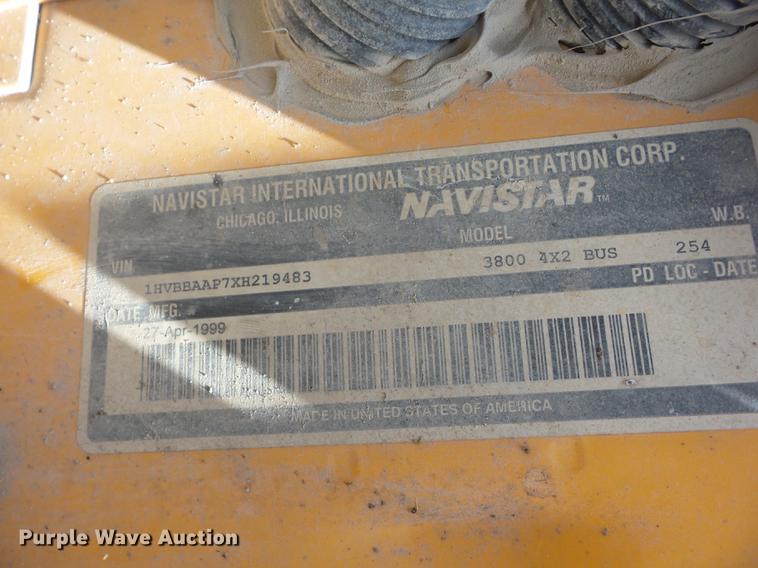 NAVISTAR INTERNATIONAL TRANSPORTATION CORP.
CHICAGO, ILLINOIS NAVISTAR™
VIN MODEL W.B.
1HVBBAAP7XH219483 3800 4X2 BUS 254
DATE MFG. PD LOC - DATE
27-Apr-1999
MADE IN UNITED STATES OF AMERICA
Purple Wave Auction